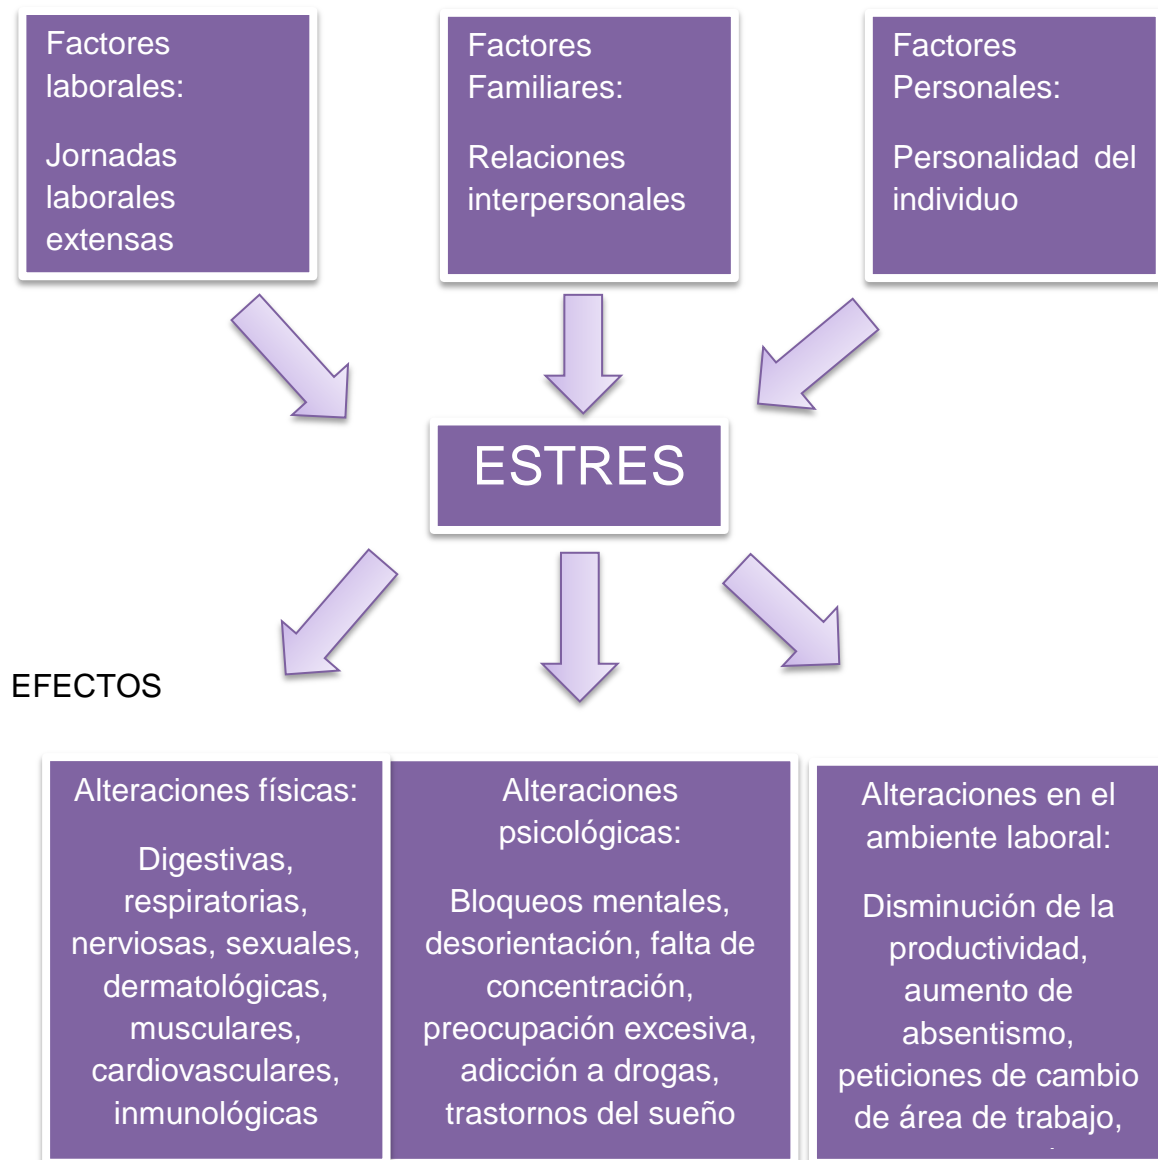 Factores
laborales:
Jornadas
laborales
extensas
Factores
Familiares:
Relaciones
interpersonales
Factores
Personales:
Personalidad del
individuo
ESTRES
EFECTOS
Alteraciones físicas:
Digestivas,
respiratorias,
nerviosas, sexuales,
dermatológicas,
musculares,
cardiovasculares,
inmunológicas
Alteraciones
psicológicas:
Bloqueos mentales,
desorientación, falta de
concentración,
preocupación excesiva,
adicción a drogas,
trastornos del sueño
Alteraciones en el
ambiente laboral:
Disminución de la
productividad,
aumento de
absentismo,
peticiones de cambio
de área de trabajo,